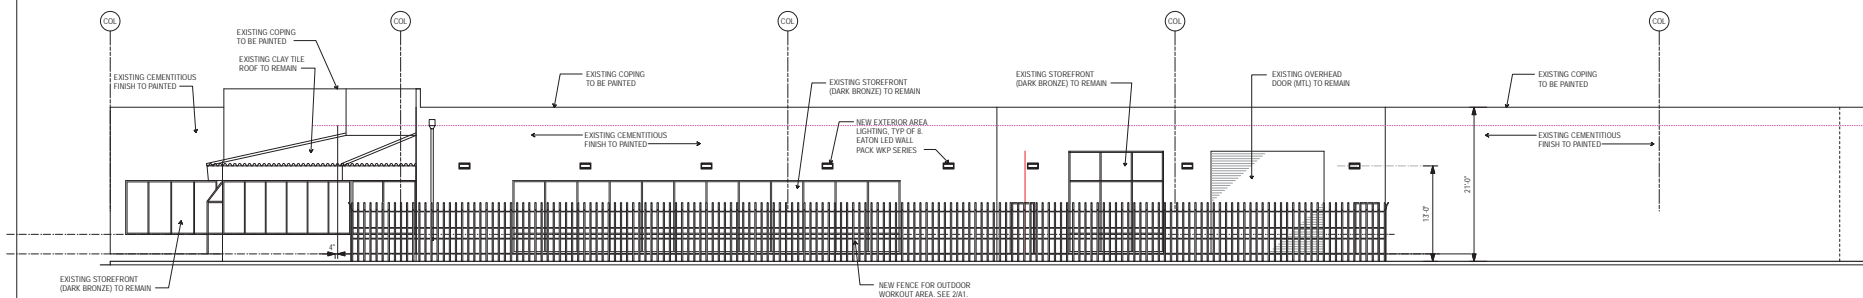 COL
COL
COL
COL
COL
EXISTING COPING
TO BE PAINTED
EXISTING CLAY TILE
ROOF TO REMAIN
EXISTING CEMENTITIOUS
FINISH TO PAINTED
EXISTING COPING
TO BE PAINTED
EXISTING STOREFRONT
(DARK BRONZE) TO REMAIN
EXISTING STOREFRONT
(DARK BRONZE) TO REMAIN
EXISTING OVERHEAD
DOOR (MTL) TO REMAIN
EXISTING COPING
TO BE PAINTED
EXISTING CEMENTITIOUS
FINISH TO PAINTED
NEW EXTERIOR AREA
LIGHTING, TYP OF 8.
EATON LED WALL
PACK WKP SERIES
EXISTING CEMENTITIOUS
FINISH TO PAINTED
21'-0"
13'-0"
4"
EXISTING STOREFRONT
(DARK BRONZE) TO REMAIN
NEW FENCE FOR OUTDOOR
WORKOUT AREA. SEE 2/A1.